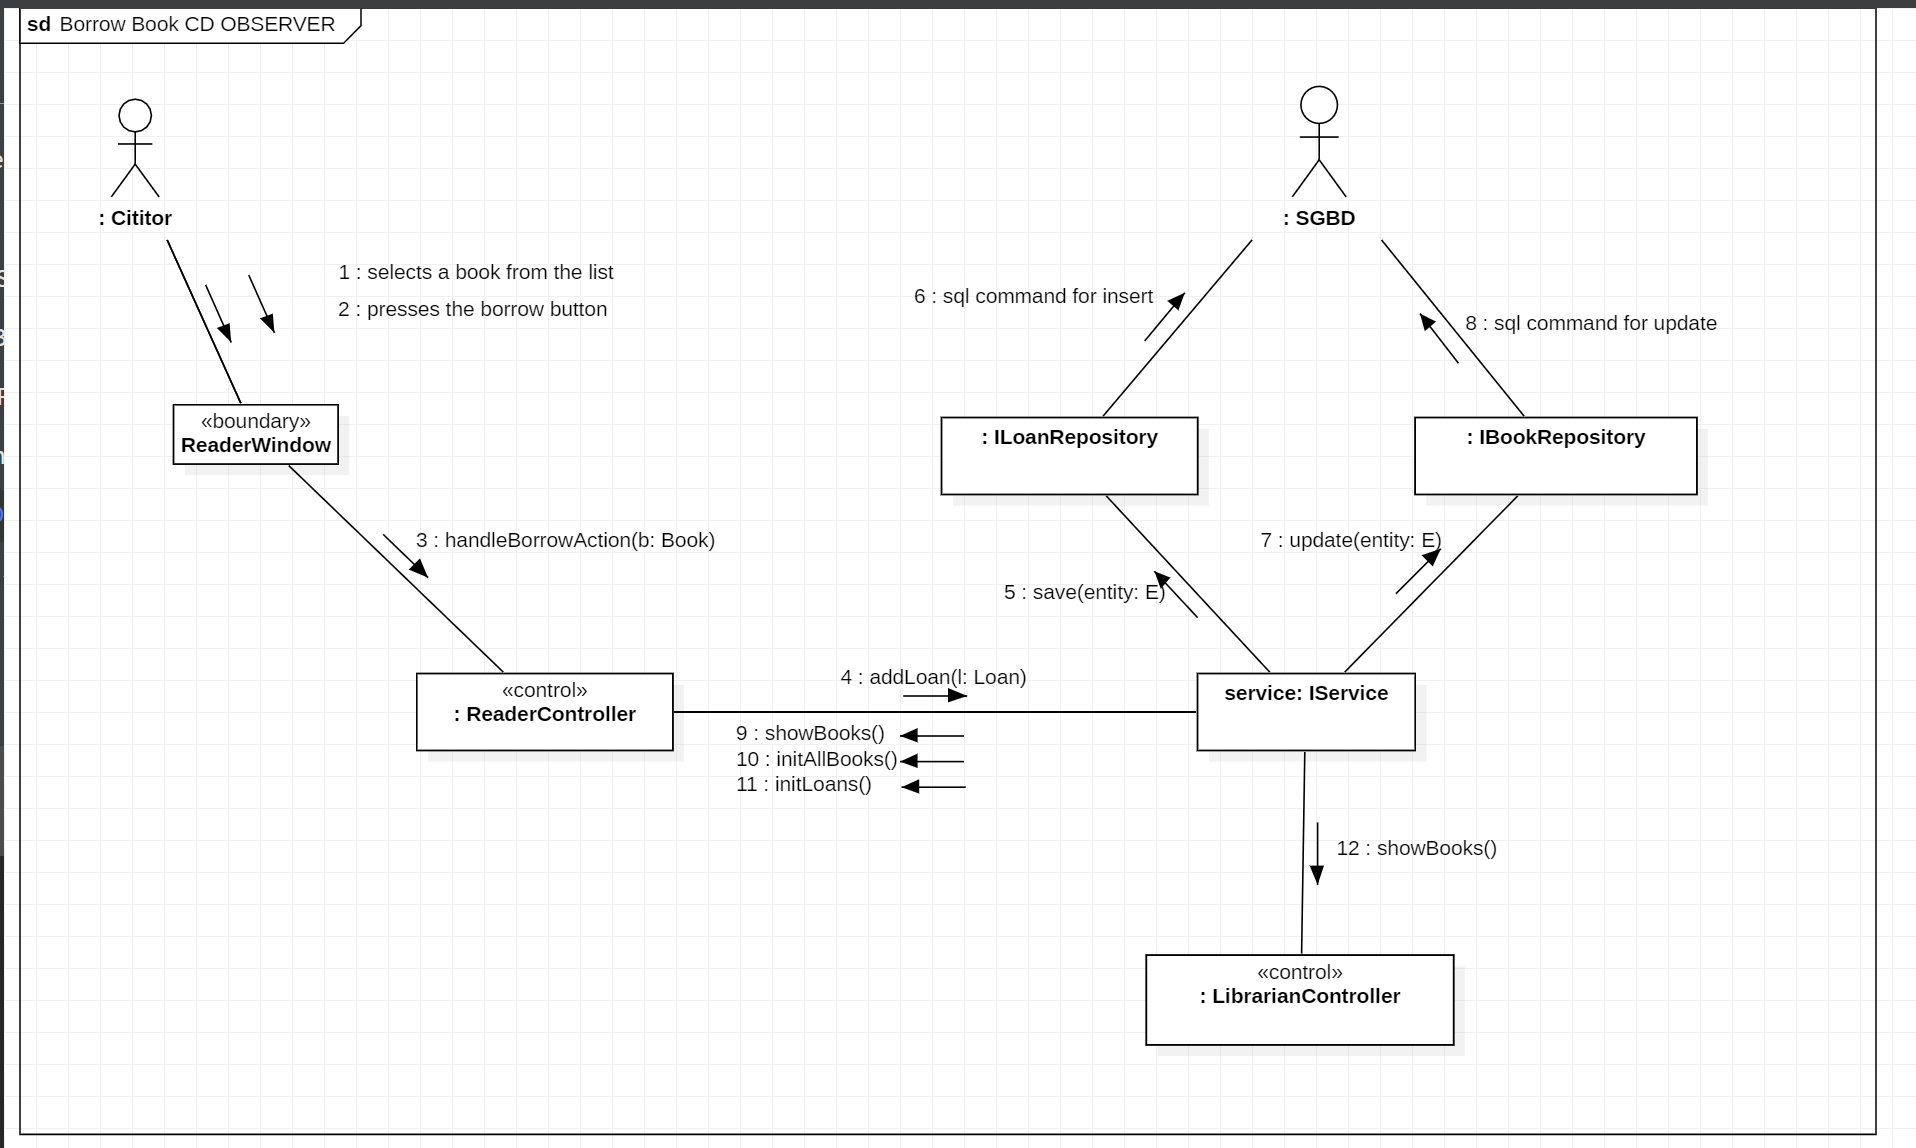 sd Borrow Book CD OBSERVER
: Cititor
: SGBD
1 : selects a book from the list
2 : presses the borrow button
6 : sql command for insert
8 : sql command for update
«boundary»
ReaderWindow
: ILoanRepository
: IBookRepository
3 : handleBorrowAction(b: Book)
7 : update(entity: E)
5 : save(entity: E)
4 : addLoan(l: Loan)
«control»
: ReaderController
service: IService
9 : showBooks()
10 : initAllBooks()
11 : initLoans()
12 : showBooks()
«control»
: LibrarianController